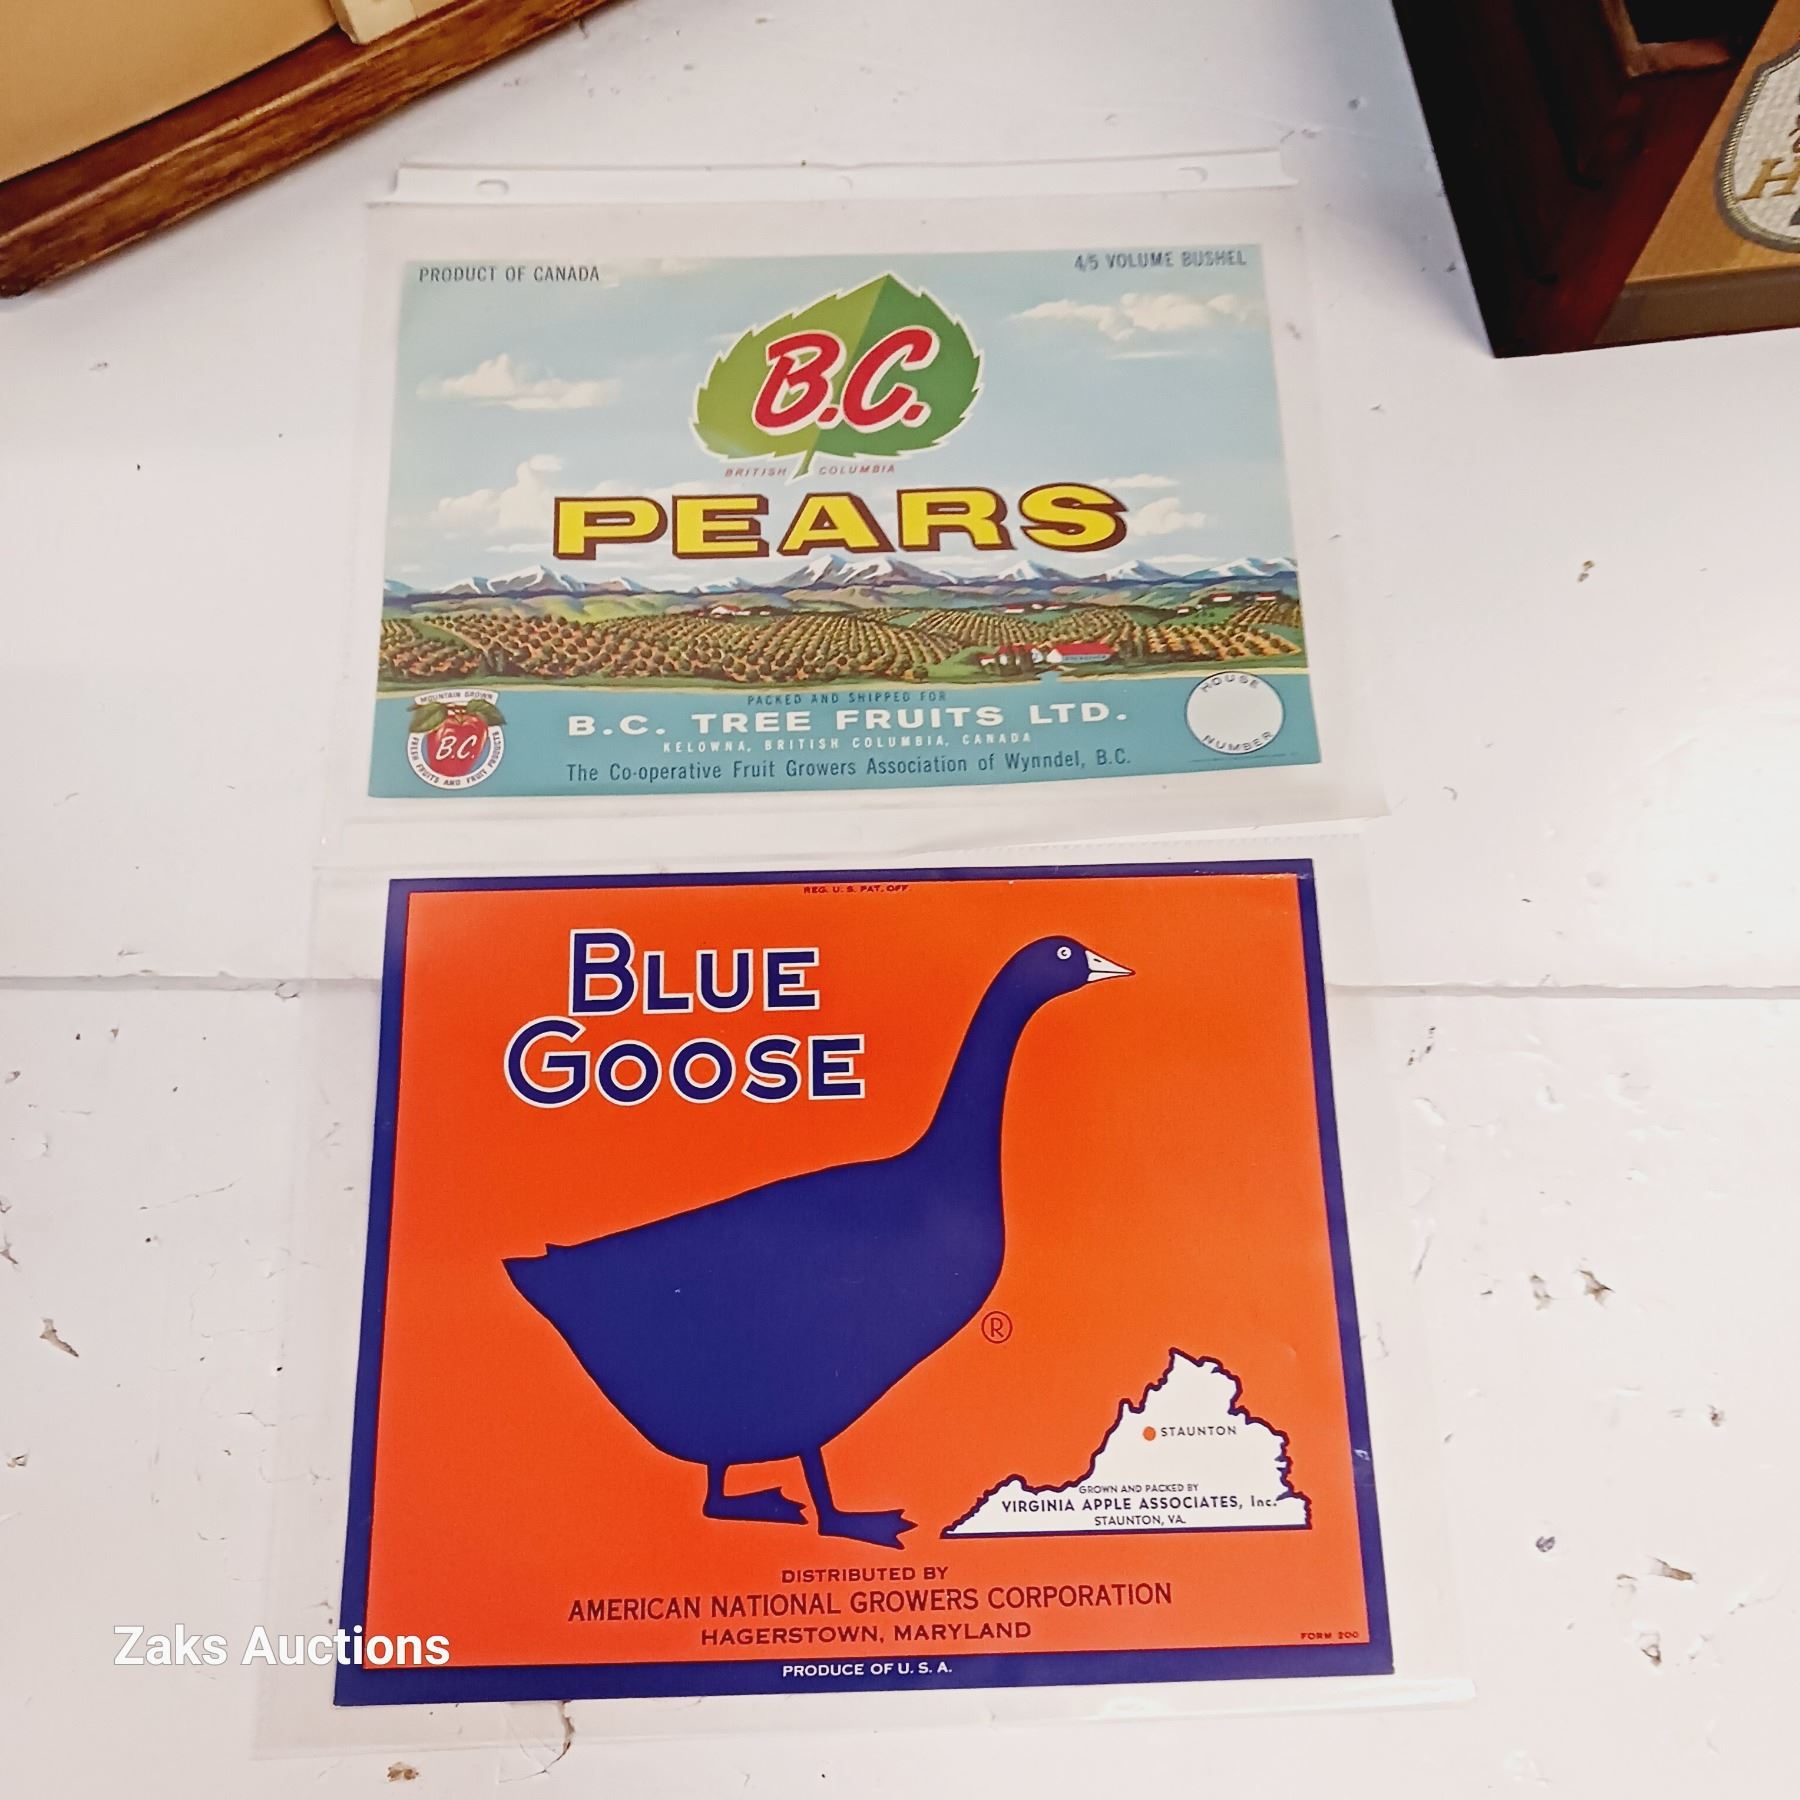 PRODUCT OF CANADA
4/5 VOLUME BUSHEL
B.C.
BRITISH COLUMBIA
PEARS
PACKED AND SHIPPED FOR
B.C. TREE FRUITS LTD.
KELOWNA, BRITISH COLUMBIA, CANADA
The Co-operative Fruit Growers Association of Wynndel, B.C.
MOUNTAIN GROWN
B.C.
FRESH FRUITS AND FRUIT PRODUCTS
HOUSE
NUMBER
REG. U. S. PAT. OFF.
BLUE
GOOSE
®
STAUNTON
GROWN AND PACKED BY
VIRGINIA APPLE ASSOCIATES, Inc.
STAUNTON, VA.
DISTRIBUTED BY
AMERICAN NATIONAL GROWERS CORPORATION
HAGERSTOWN, MARYLAND
FORM 200
PRODUCE OF U. S. A.
Zaks Auctions